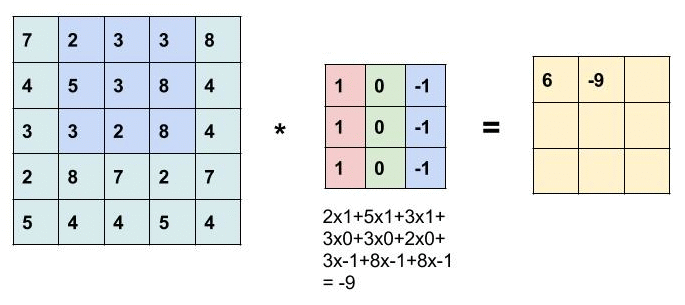 7 2 3 3 8
4 5 3 8 4
3 3 2 8 4
2 8 7 2 7
5 4 4 5 4
*
1 0 -1
1 0 -1
1 0 -1
=
6 -9
2x1+5x1+3x1+
3x0+3x0+2x0+
3x-1+8x-1+8x-1
= -9